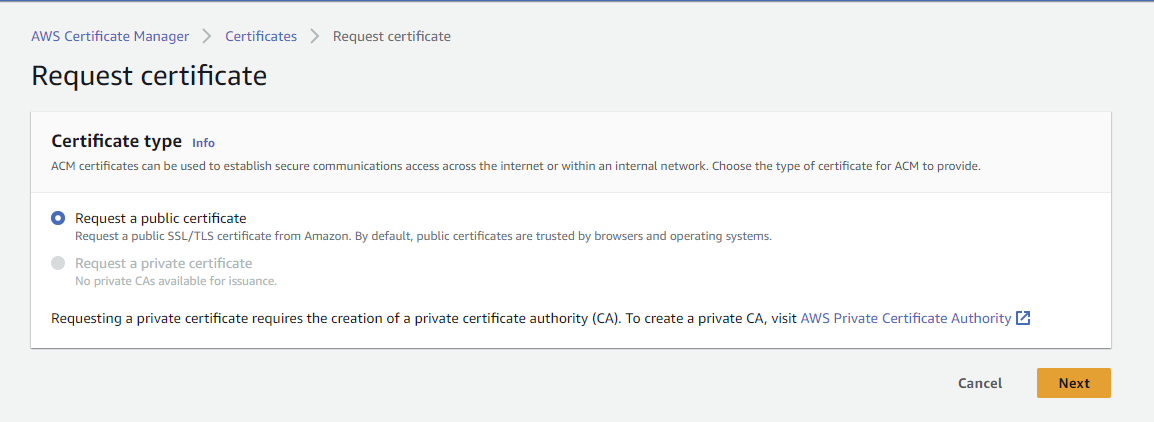 AWS Certificate Manager > Certificates > Request certificate
Request certificate
Certificate type Info
ACM certificates can be used to establish secure communications access across the internet or within an internal network. Choose the type of certificate for ACM to provide.
Request a public certificate
Request a public SSL/TLS certificate from Amazon. By default, public certificates are trusted by browsers and operating systems.
Request a private certificate
No private CAs available for issuance.
Requesting a private certificate requires the creation of a private certificate authority (CA). To create a private CA, visit AWS Private Certificate Authority
Cancel Next